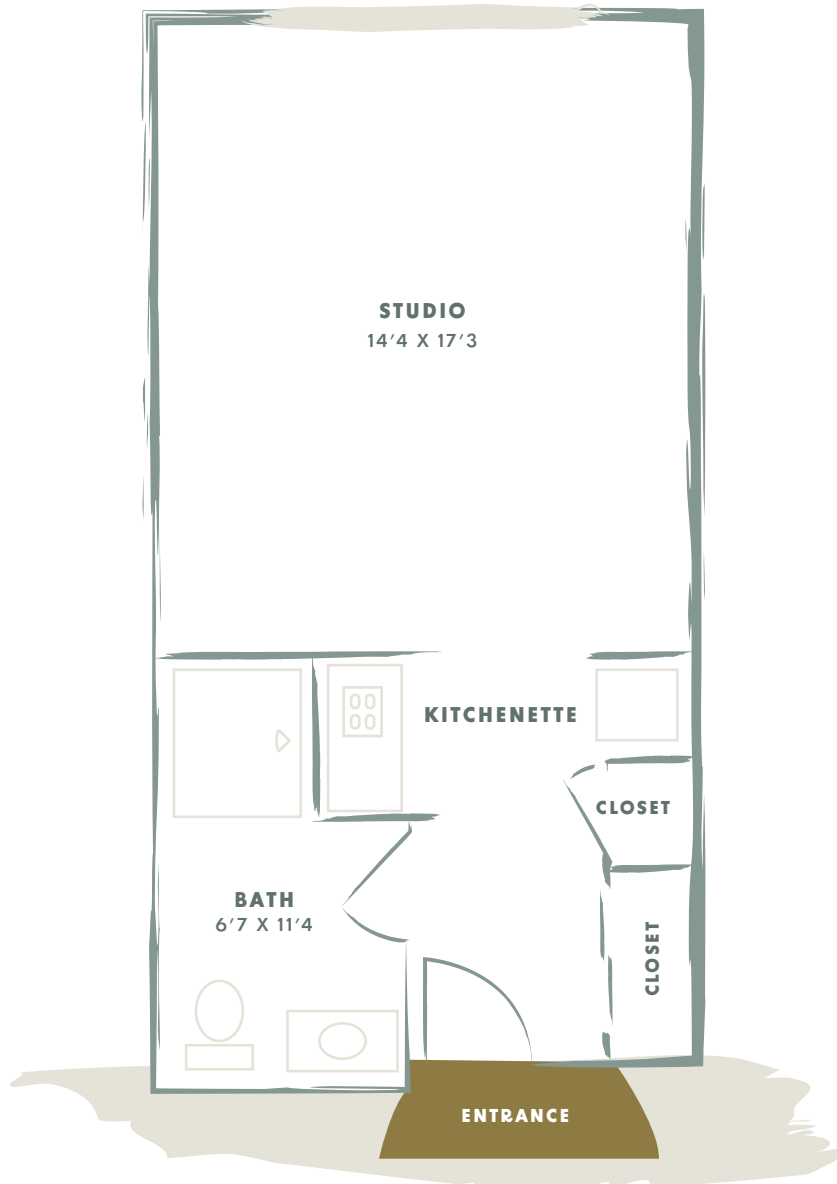 STUDIO
14’4 X 17’3
KITCHENETTE
CLOSET
BATH
6’7 X 11’4
CLOSET
ENTRANCE